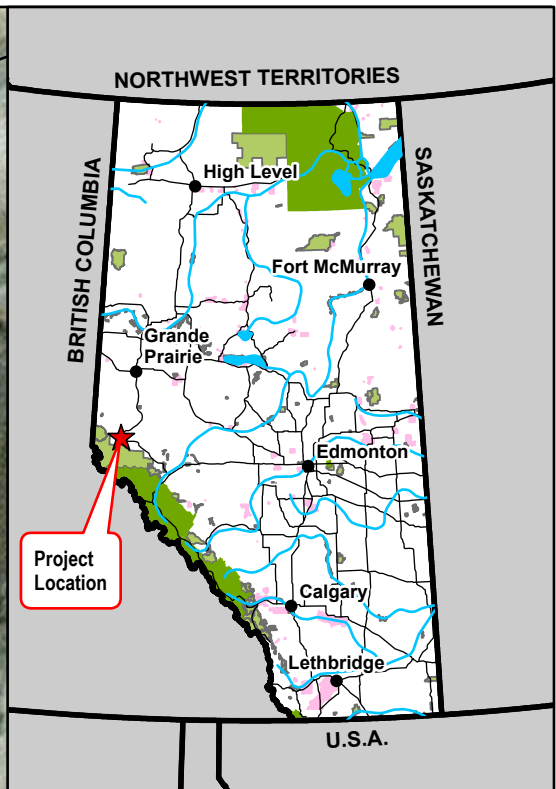 NORTHWEST TERRITORIES
BRITISH COLUMBIA
SASKATCHEWAN
High Level
Fort McMurray
Grande
Prairie
Edmonton
Project
Location
Calgary
Lethbridge
U.S.A.